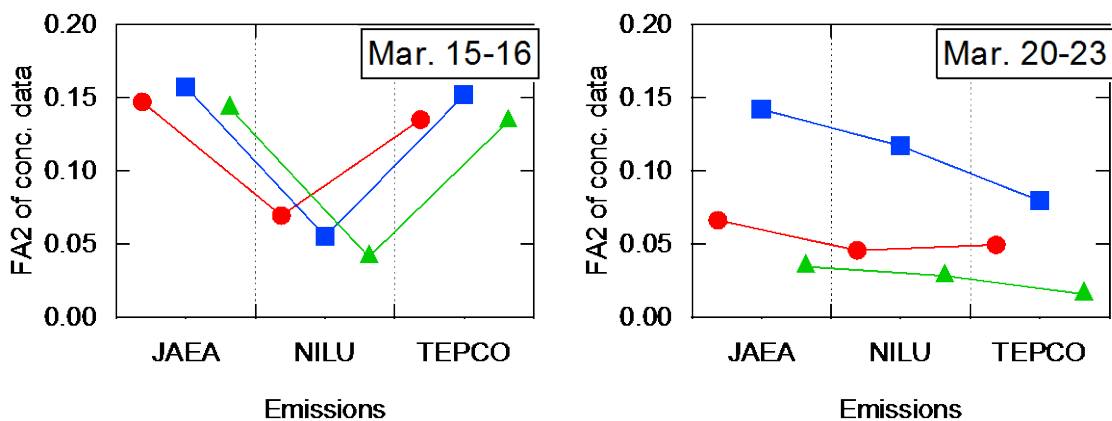 FA2 of conc. data
0.20
0.15
0.10
0.05
0.00
Mar. 15-16
JAEA NILU TEPCO
Emissions
FA2 of conc. data
0.20
0.15
0.10
0.05
0.00
Mar. 20-23
JAEA NILU TEPCO
Emissions